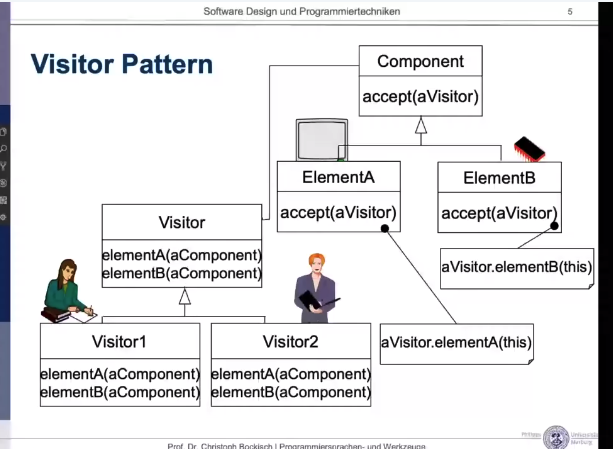 Software Design und Programmiertechniken
5
Visitor Pattern
Component
accept(aVisitor)
ElementA
accept(aVisitor)
ElementB
accept(aVisitor)
Visitor
elementA(aComponent)
elementB(aComponent)
aVisitor.elementB(this)
Visitor1
elementA(aComponent)
elementB(aComponent)
Visitor2
elementA(aComponent)
elementB(aComponent)
aVisitor.elementA(this)
Prof. Dr. Christoph Bockisch | Programmiersprachen- und Werkzeuge
Philipps
Universität
Marburg